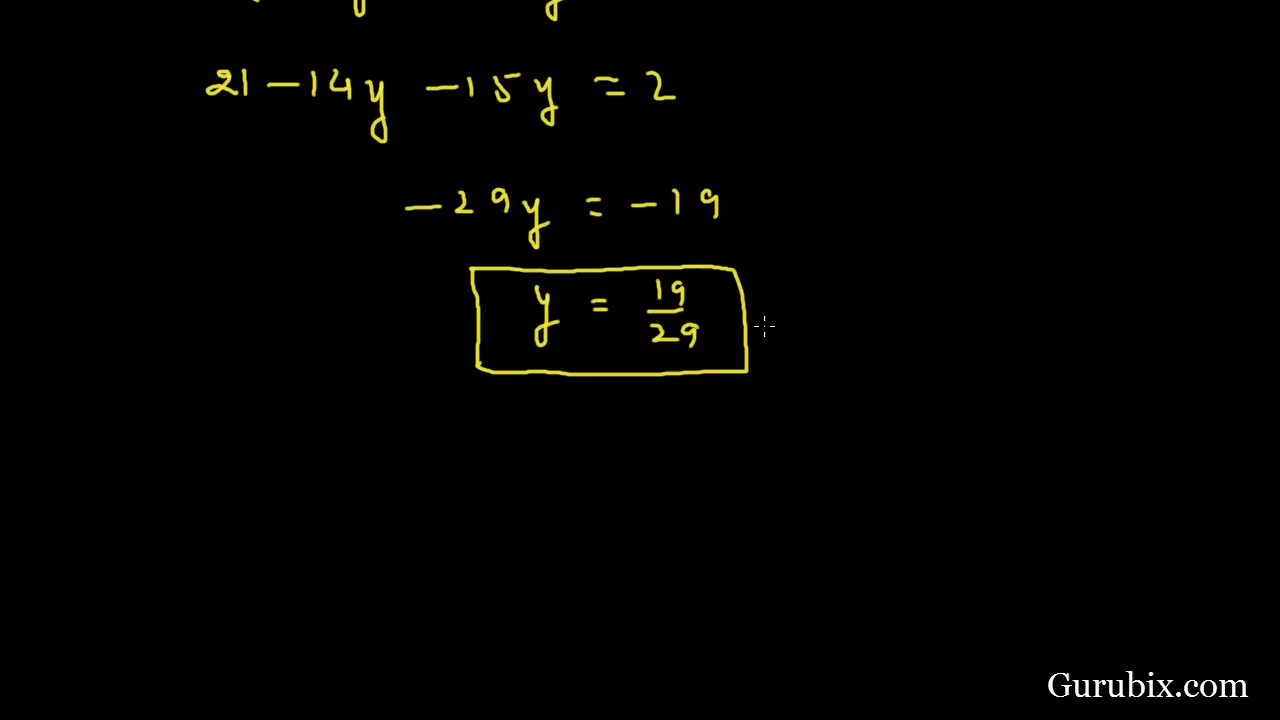 21 - 14y - 15y = 2
- 29y = - 19
y = 19/29
Gurubix.com